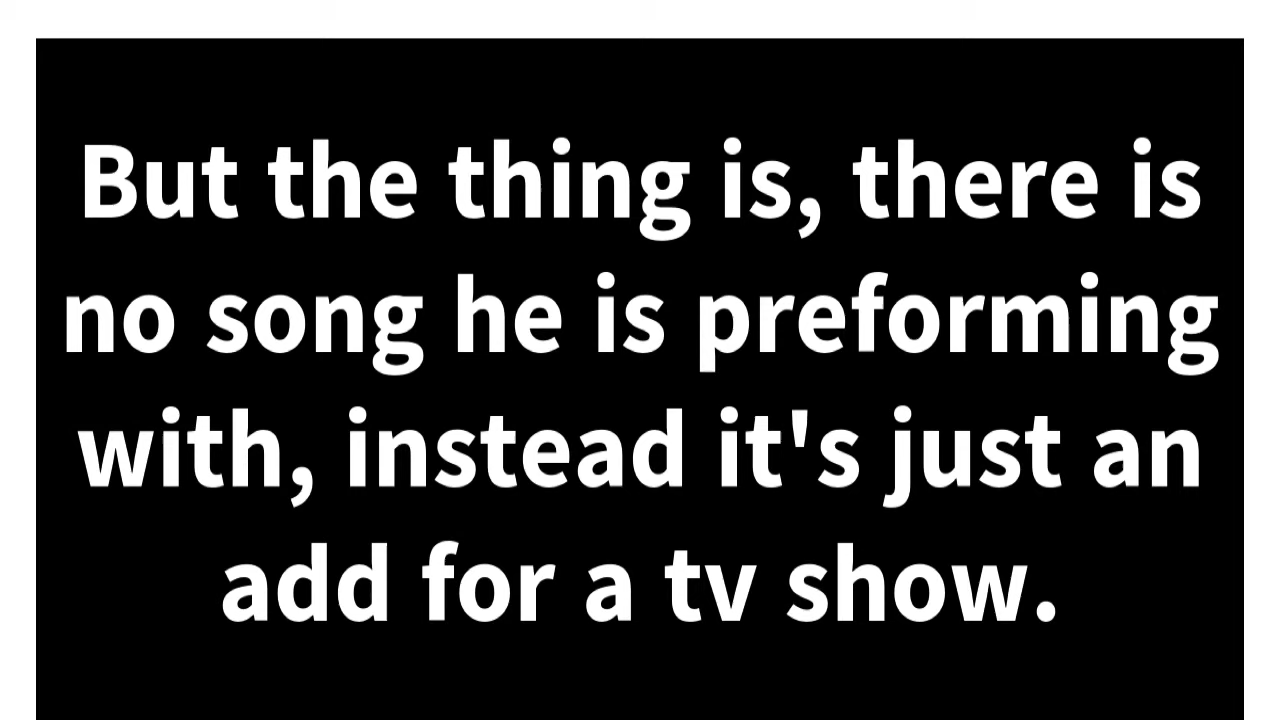 But the thing is, there is
no song he is preforming
with, instead it's just an
add for a tv show.